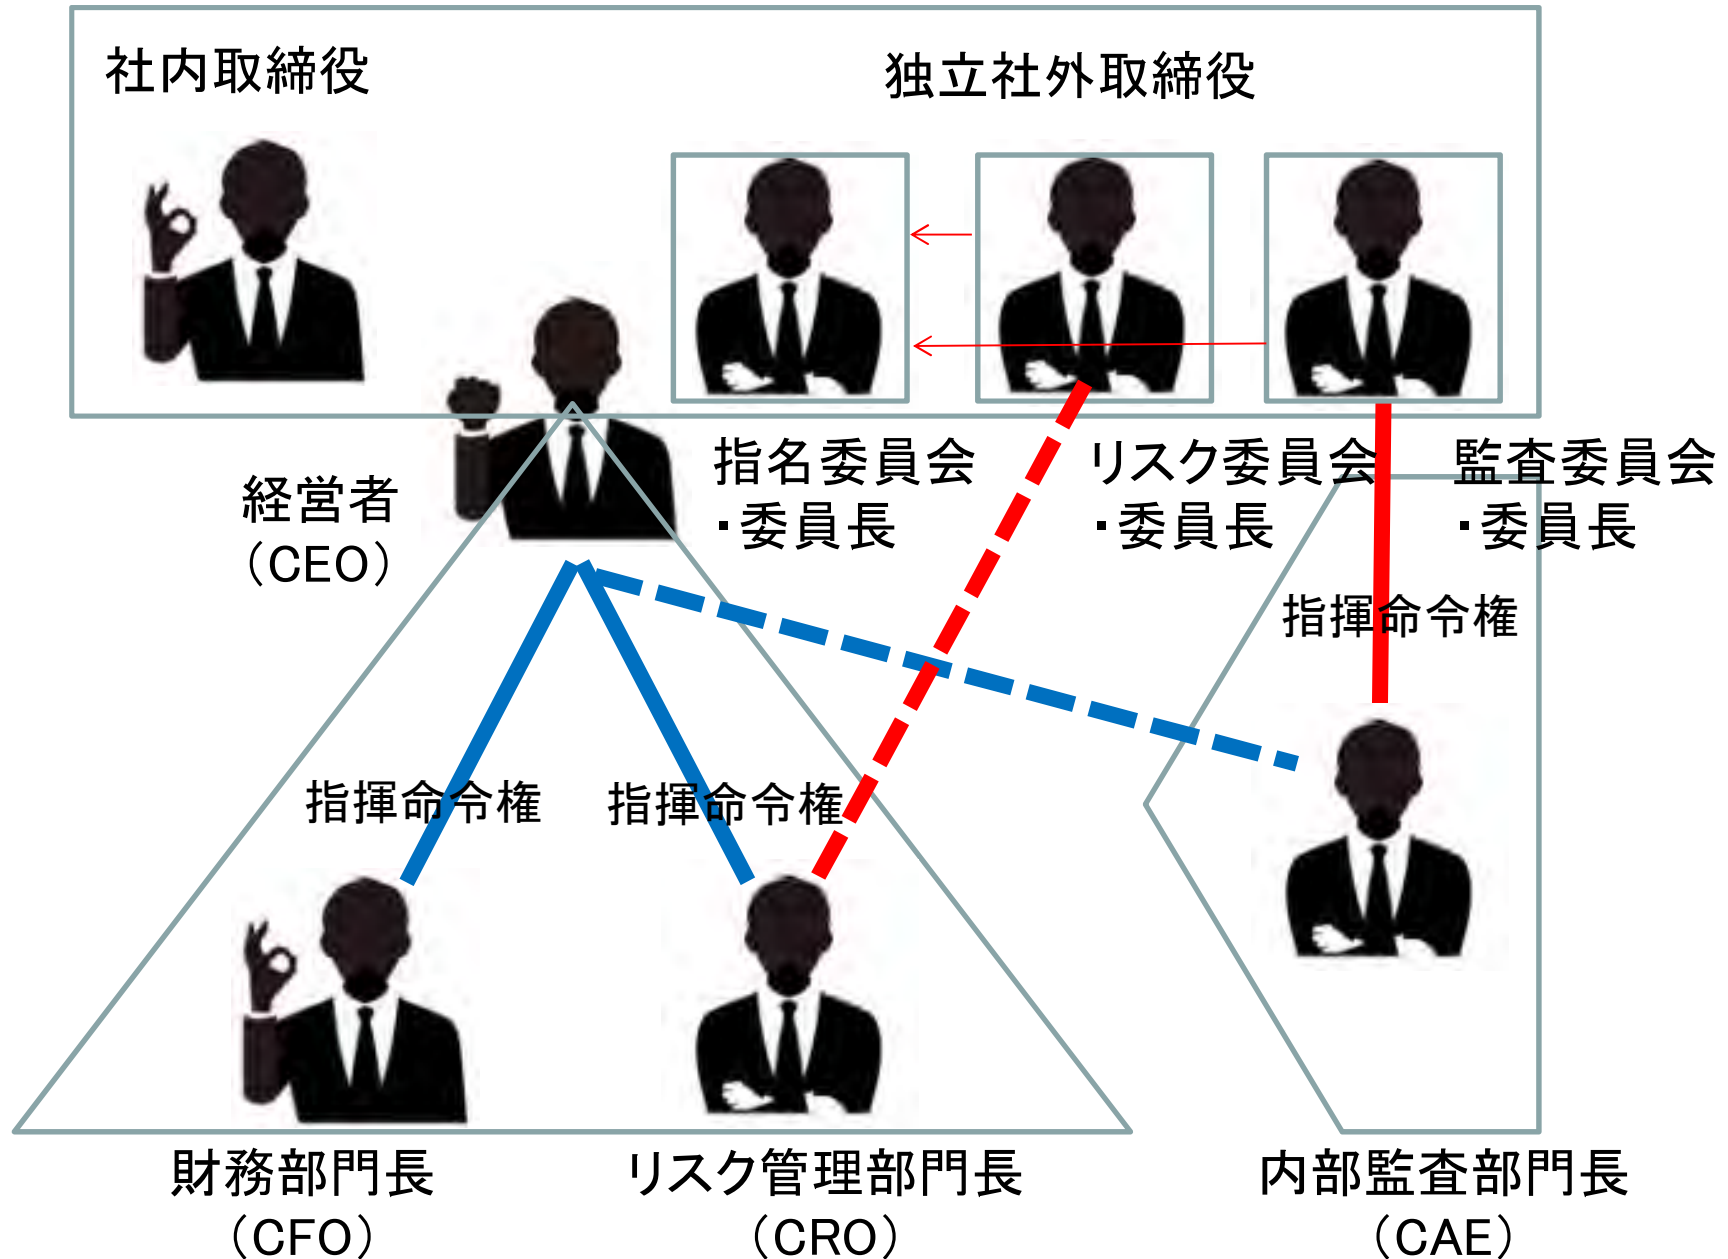 社内取締役
独立社外取締役
経営者
（CEO）
指名委員会
・委員長
リスク委員会
・委員長
監査委員会
・委員長
指揮命令権
指揮命令権
指揮命令権
財務部門長
（CFO）
リスク管理部門長
（CRO）
内部監査部門長
（CAE）